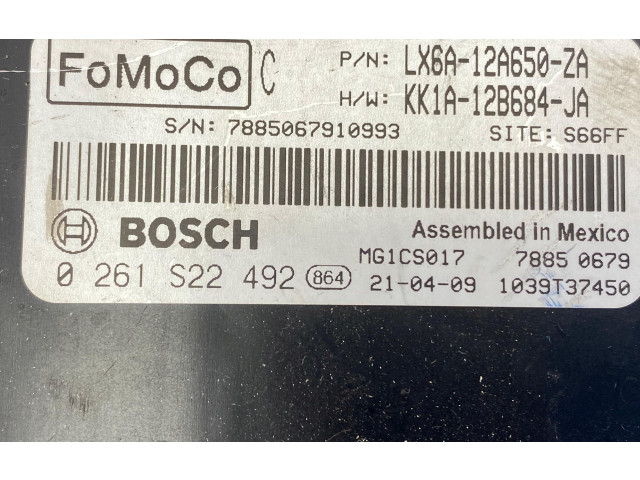 FoMoCo C P/N: LX6A-12A650-ZA
H/W: KK1A-12B684-JA
S/N: 7885067910993 SITE: S66FF
BOSCH Assembled in Mexico
MG1CS017 7885 0679
0 261 S22 492 864 21-04-09 1039T37450